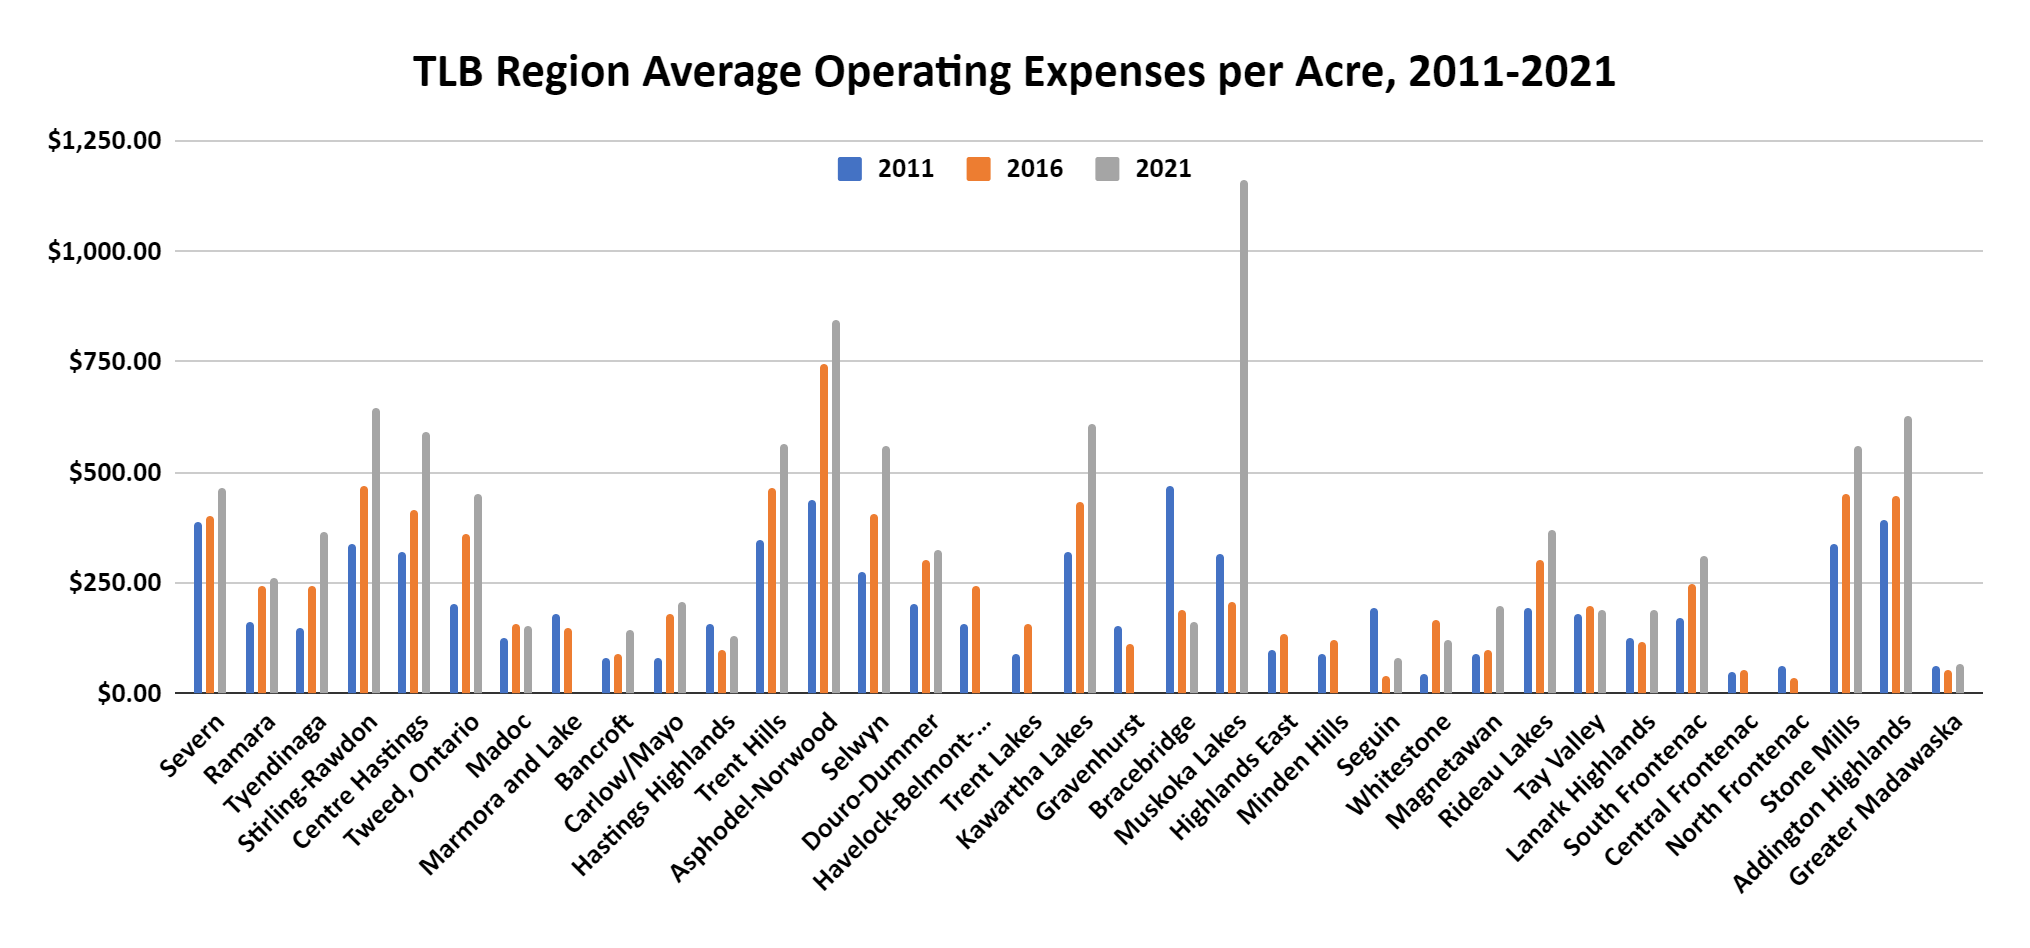 TLB Region Average Operating Expenses per Acre, 2011-2021
2011 2016 2021
$1,250.00
$1,000.00
$750.00
$500.00
$250.00
$0.00
Severn
Ramara
Tyendinaga
Stirling-Rawdon
Centre Hastings
Tweed, Ontario
Madoc
Marmora and Lake
Bancroft
Carlow/Mayo
Hastings Highlands
Trent Hills
Asphodel-Norwood
Selwyn
Douro-Dummer
Havelock-Belmont-...
Trent Lakes
Kawartha Lakes
Gravenhurst
Bracebridge
Muskoka Lakes
Highlands East
Minden Hills
Seguin
Whitestone
Magnetawan
Rideau Lakes
Tay Valley
Lanark Highlands
South Frontenac
Central Frontenac
North Frontenac
Stone Mills
Addington Highlands
Greater Madawaska